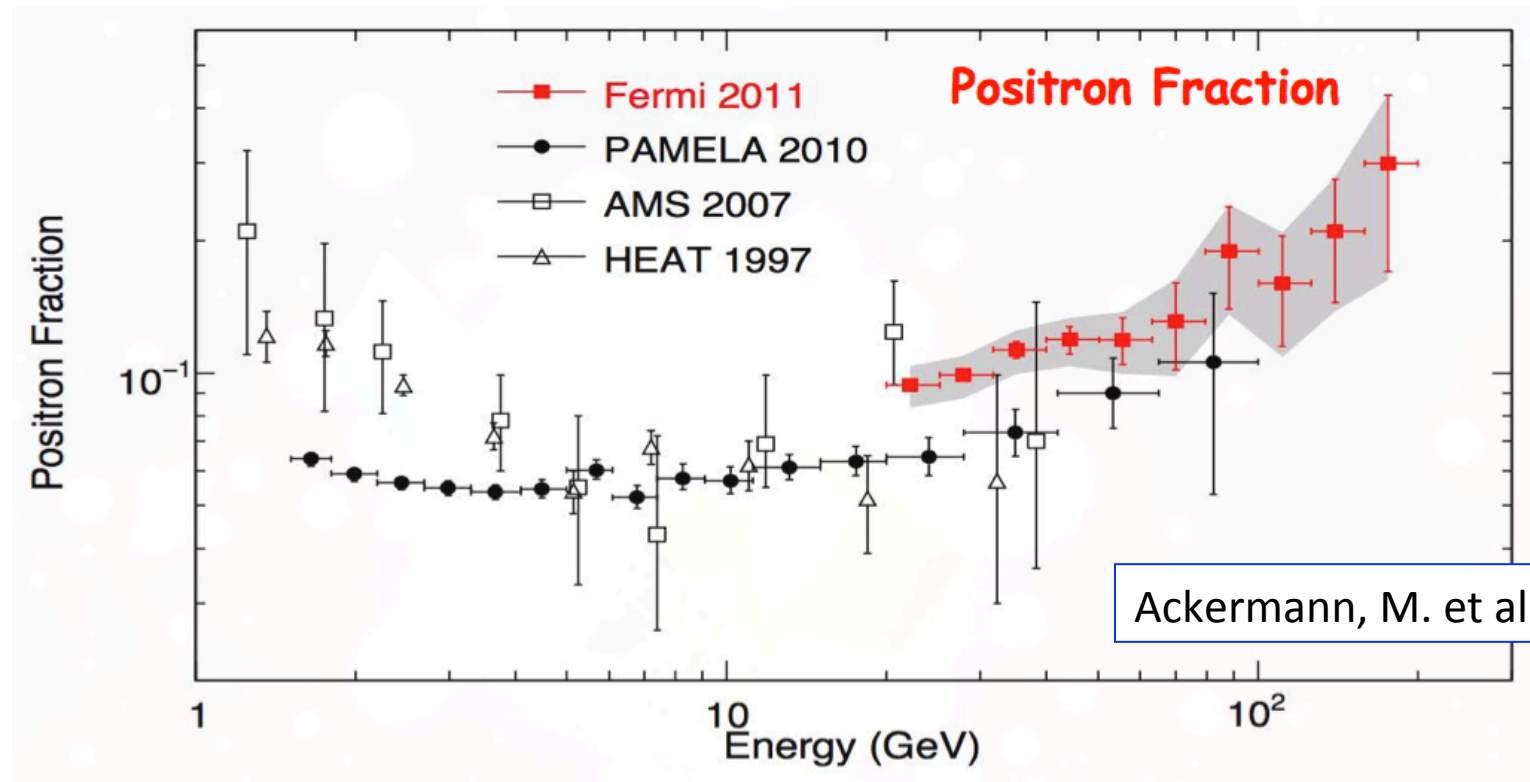 Positron Fraction
Fermi 2011
PAMELA 2010
AMS 2007
HEAT 1997
Positron Fraction
10⁻¹
Ackermann, M. et al
1
10
10²
Energy (GeV)